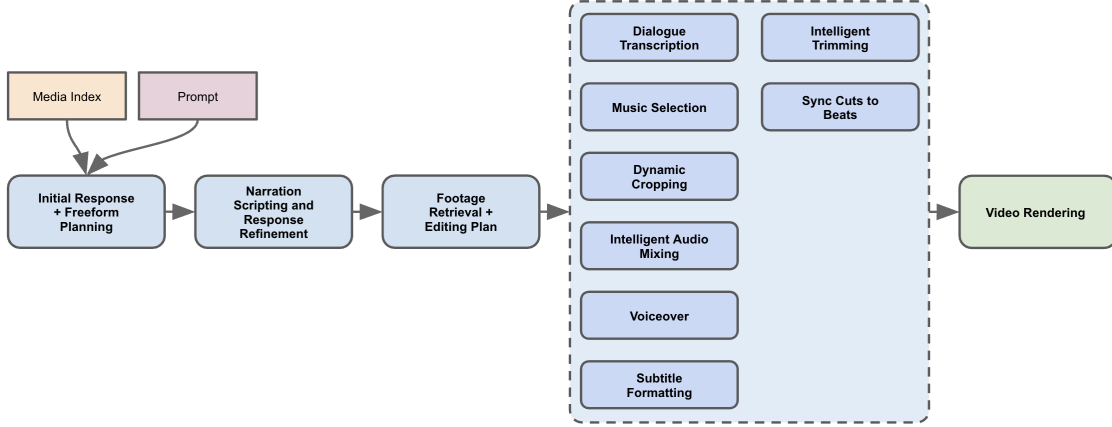 Media Index
Prompt
Initial Response
+ Freeform
Planning
Narration
Scripting and
Response
Refinement
Footage
Retrieval +
Editing Plan
Dialogue
Transcription
Music Selection
Dynamic
Cropping
Intelligent Audio
Mixing
Voiceover
Subtitle
Formatting
Intelligent
Trimming
Sync Cuts to
Beats
Video Rendering